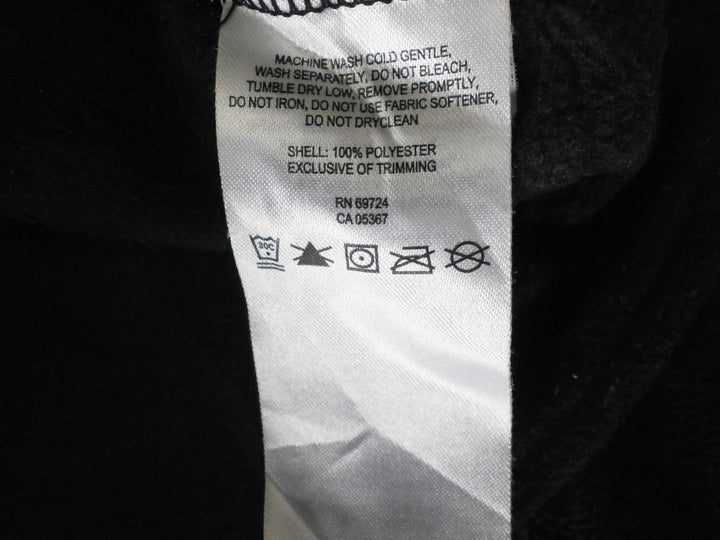 MACHINE WASH COLD GENTLE,
WASH SEPARATELY, DO NOT BLEACH,
TUMBLE DRY LOW, REMOVE PROMPTLY,
DO NOT IRON, DO NOT USE FABRIC SOFTENER,
DO NOT DRYCLEAN
SHELL: 100% POLYESTER
EXCLUSIVE OF TRIMMING
RN 69724
CA 05367
30C